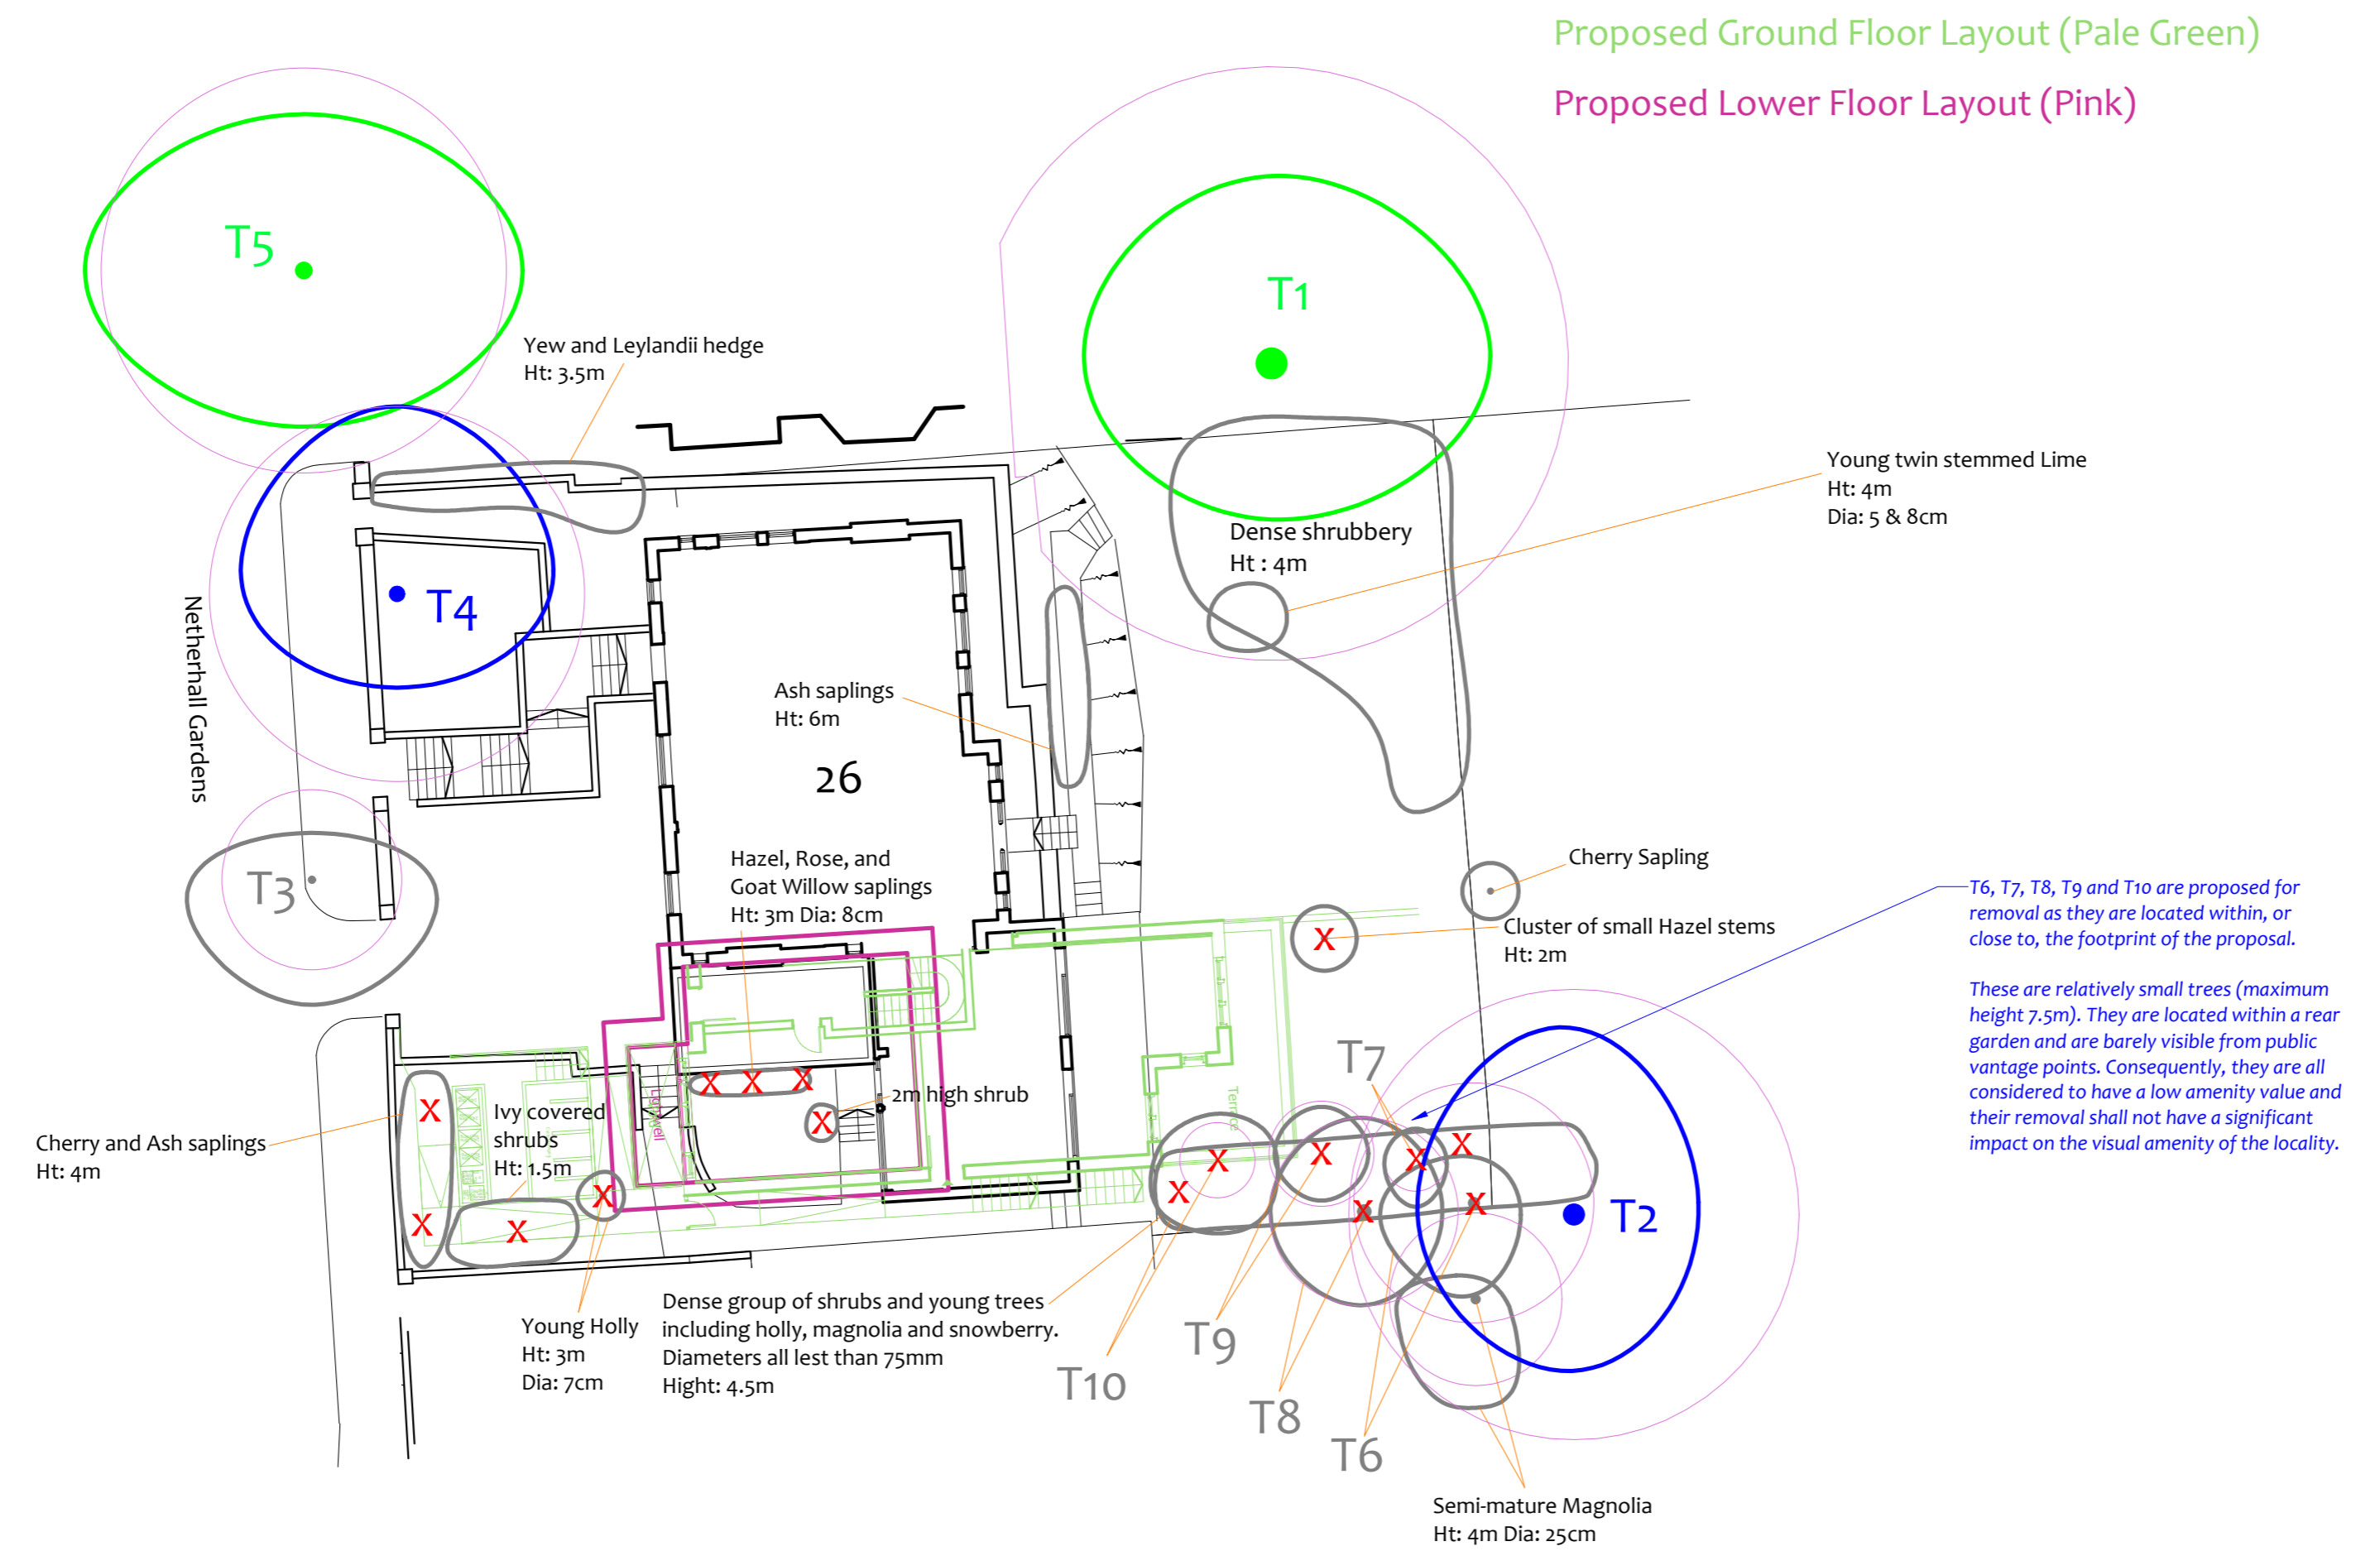 Proposed Ground Floor Layout (Pale Green)
Proposed Lower Floor Layout (Pink)
T5
T1
Yew and Leylandii hedge
Ht: 3.5m
Young twin stemmed Lime
Ht: 4m
Dia: 5 & 8cm
Dense shrubbery
Ht : 4m
T4
Netherhall Gardens
Ash saplings
Ht: 6m
26
Hazel, Rose, and
Goat Willow saplings
Ht: 3m Dia: 8cm
T3
Cherry Sapling
Cluster of small Hazel stems
Ht: 2m
X
T6, T7, T8, T9 and T10 are proposed for
removal as they are located within, or
close to, the footprint of the proposal.
These are relatively small trees (maximum
height 7.5m). They are located within a rear
garden and are barely visible from public
vantage points. Consequently, they are all
considered to have a low amenity value and
their removal shall not have a significant
impact on the visual amenity of the locality.
T7
X X X
2m high shrub
X
Lightwell
Terrace
Cherry and Ash saplings
Ht: 4m
X
X
Ivy covered
shrubs
Ht: 1.5m
X
X
X
X
X
X
X
X
X
T2
Young Holly
Ht: 3m
Dia: 7cm
Dense group of shrubs and young trees
including holly, magnolia and snowberry.
Diameters all lest than 75mm
Hight: 4.5m
T10
T9
T8
T6
Semi-mature Magnolia
Ht: 4m Dia: 25cm